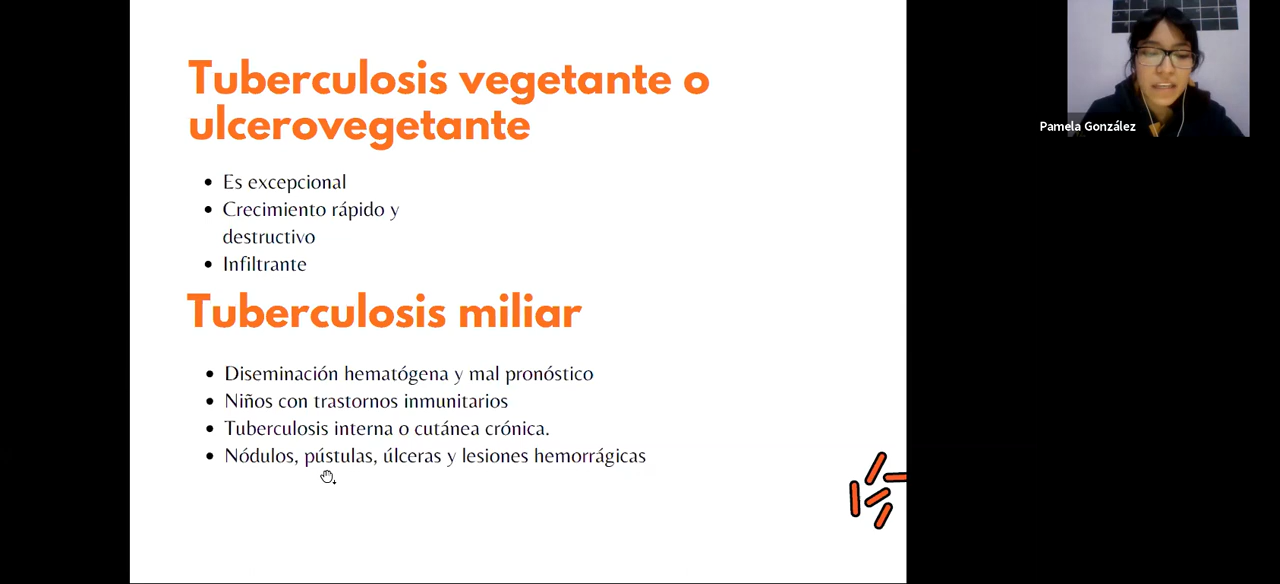 Tuberculosis vegetante o
ulcerovegetante
Es excepcional
Crecimiento rápido y
destructivo
Infiltrante
Tuberculosis miliar
Diseminación hematógena y mal pronóstico
Niños con trastornos inmunitarios
Tuberculosis interna o cutánea crónica.
Nódulos, pústulas, úlceras y lesiones hemorrágicas
Pamela González